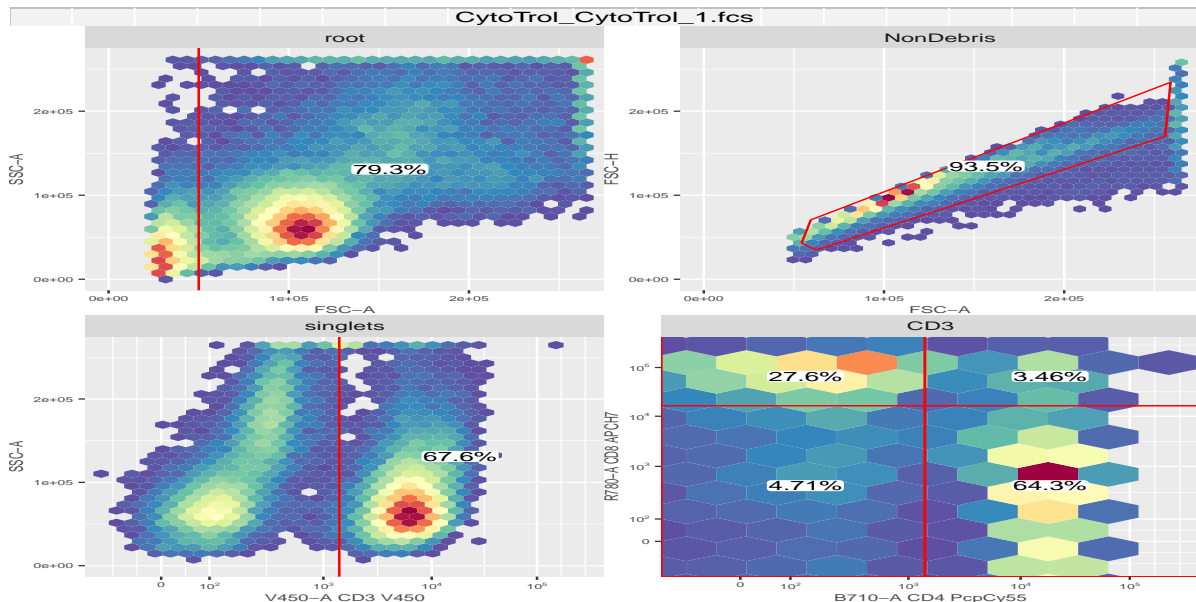 CytoTrol_CytoTrol_1.fcs
root
SSC-A
2e+05
1e+05
0e+00
79.3%
0e+00 1e+05 2e+05
FSC-A
NonDebris
FSC-H
2e+05
1e+05
0e+00
93.5%
0e+00 1e+05 2e+05
FSC-A
singlets
SSC-A
2e+05
1e+05
0e+00
67.6%
0 10² 10³ 10⁴ 10⁵
V450-A CD3 V450
CD3
R780-A CD8 APCH7
10⁵
27.6% 3.46%
10⁴
10³
4.71% 64.3%
10²
0
0 10² 10³ 10⁴ 10⁵
B710-A CD4 PcpCy55